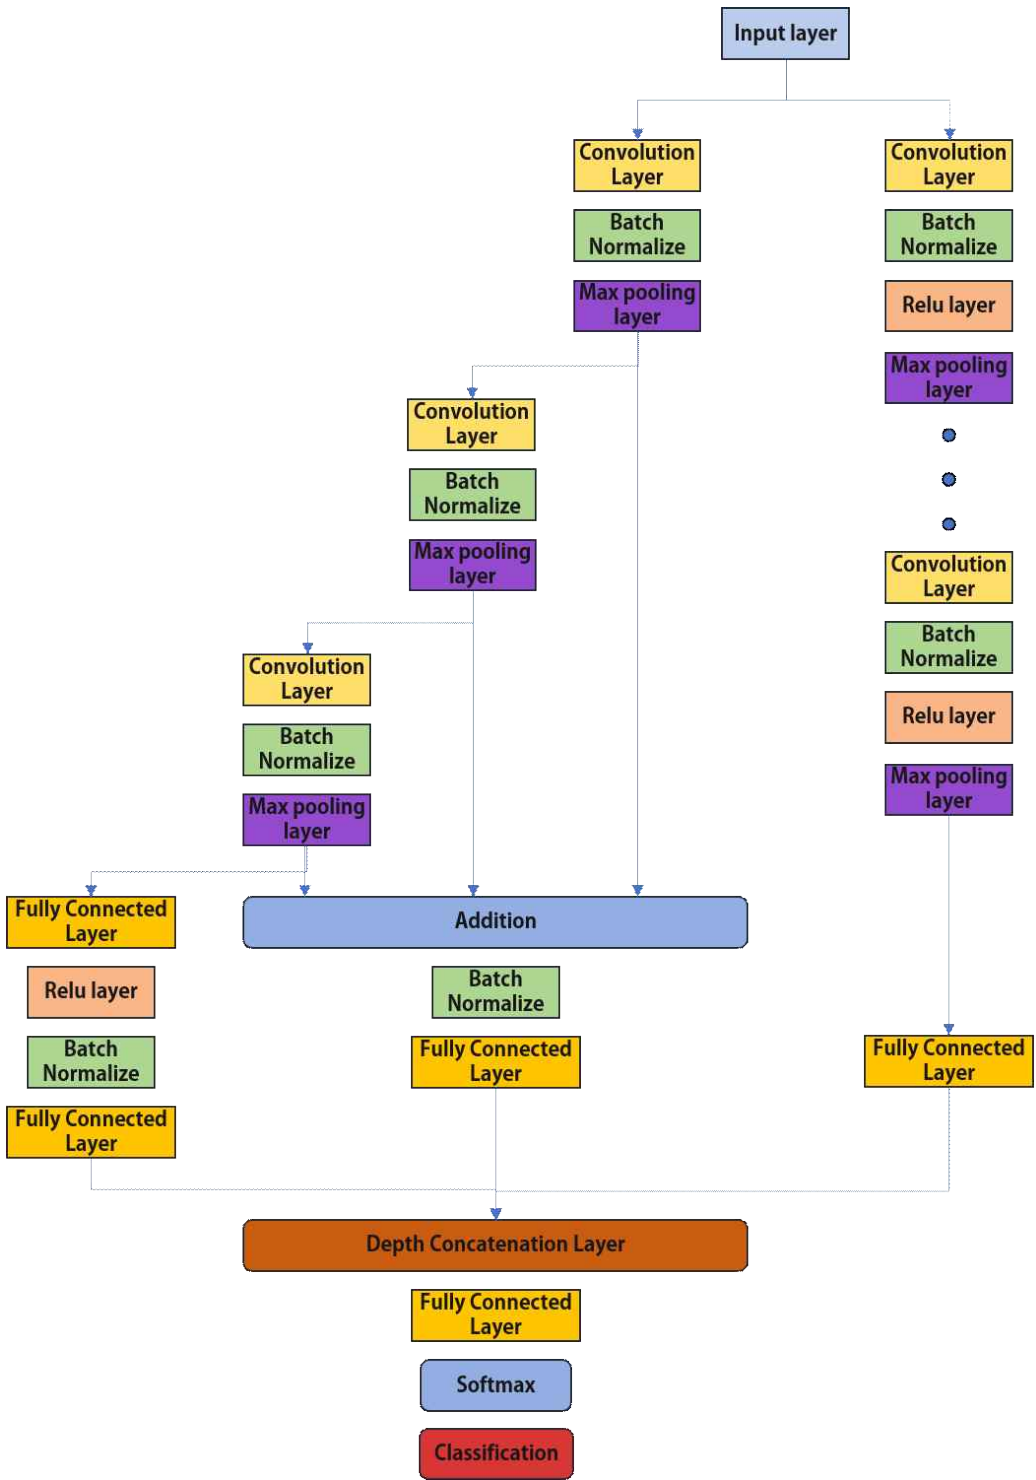 Input layer
Convolution
Layer
Batch
Normalize
Max pooling
layer
Convolution
Layer
Batch
Normalize
Max pooling
layer
Convolution
Layer
Batch
Normalize
Max pooling
layer
Fully Connected
Layer
Relu layer
Batch
Normalize
Fully Connected
Layer
Addition
Batch
Normalize
Fully Connected
Layer
Convolution
Layer
Batch
Normalize
Relu layer
Max pooling
layer
Convolution
Layer
Batch
Normalize
Relu layer
Max pooling
layer
Fully Connected
Layer
Depth Concatenation Layer
Fully Connected
Layer
Softmax
Classification